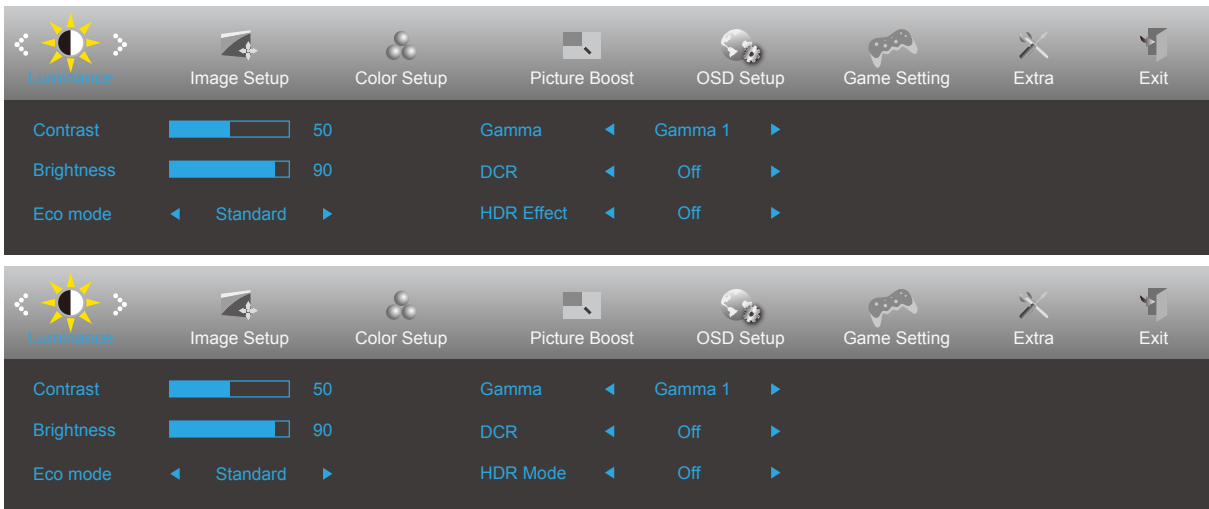 Luminance Image Setup Color Setup Picture Boost OSD Setup Game Setting Extra Exit
Contrast 50 Gamma Gamma 1
Brightness 90 DCR Off
Eco mode Standard HDR Effect Off
Luminance Image Setup Color Setup Picture Boost OSD Setup Game Setting Extra Exit
Contrast 50 Gamma Gamma 1
Brightness 90 DCR Off
Eco mode Standard HDR Mode Off